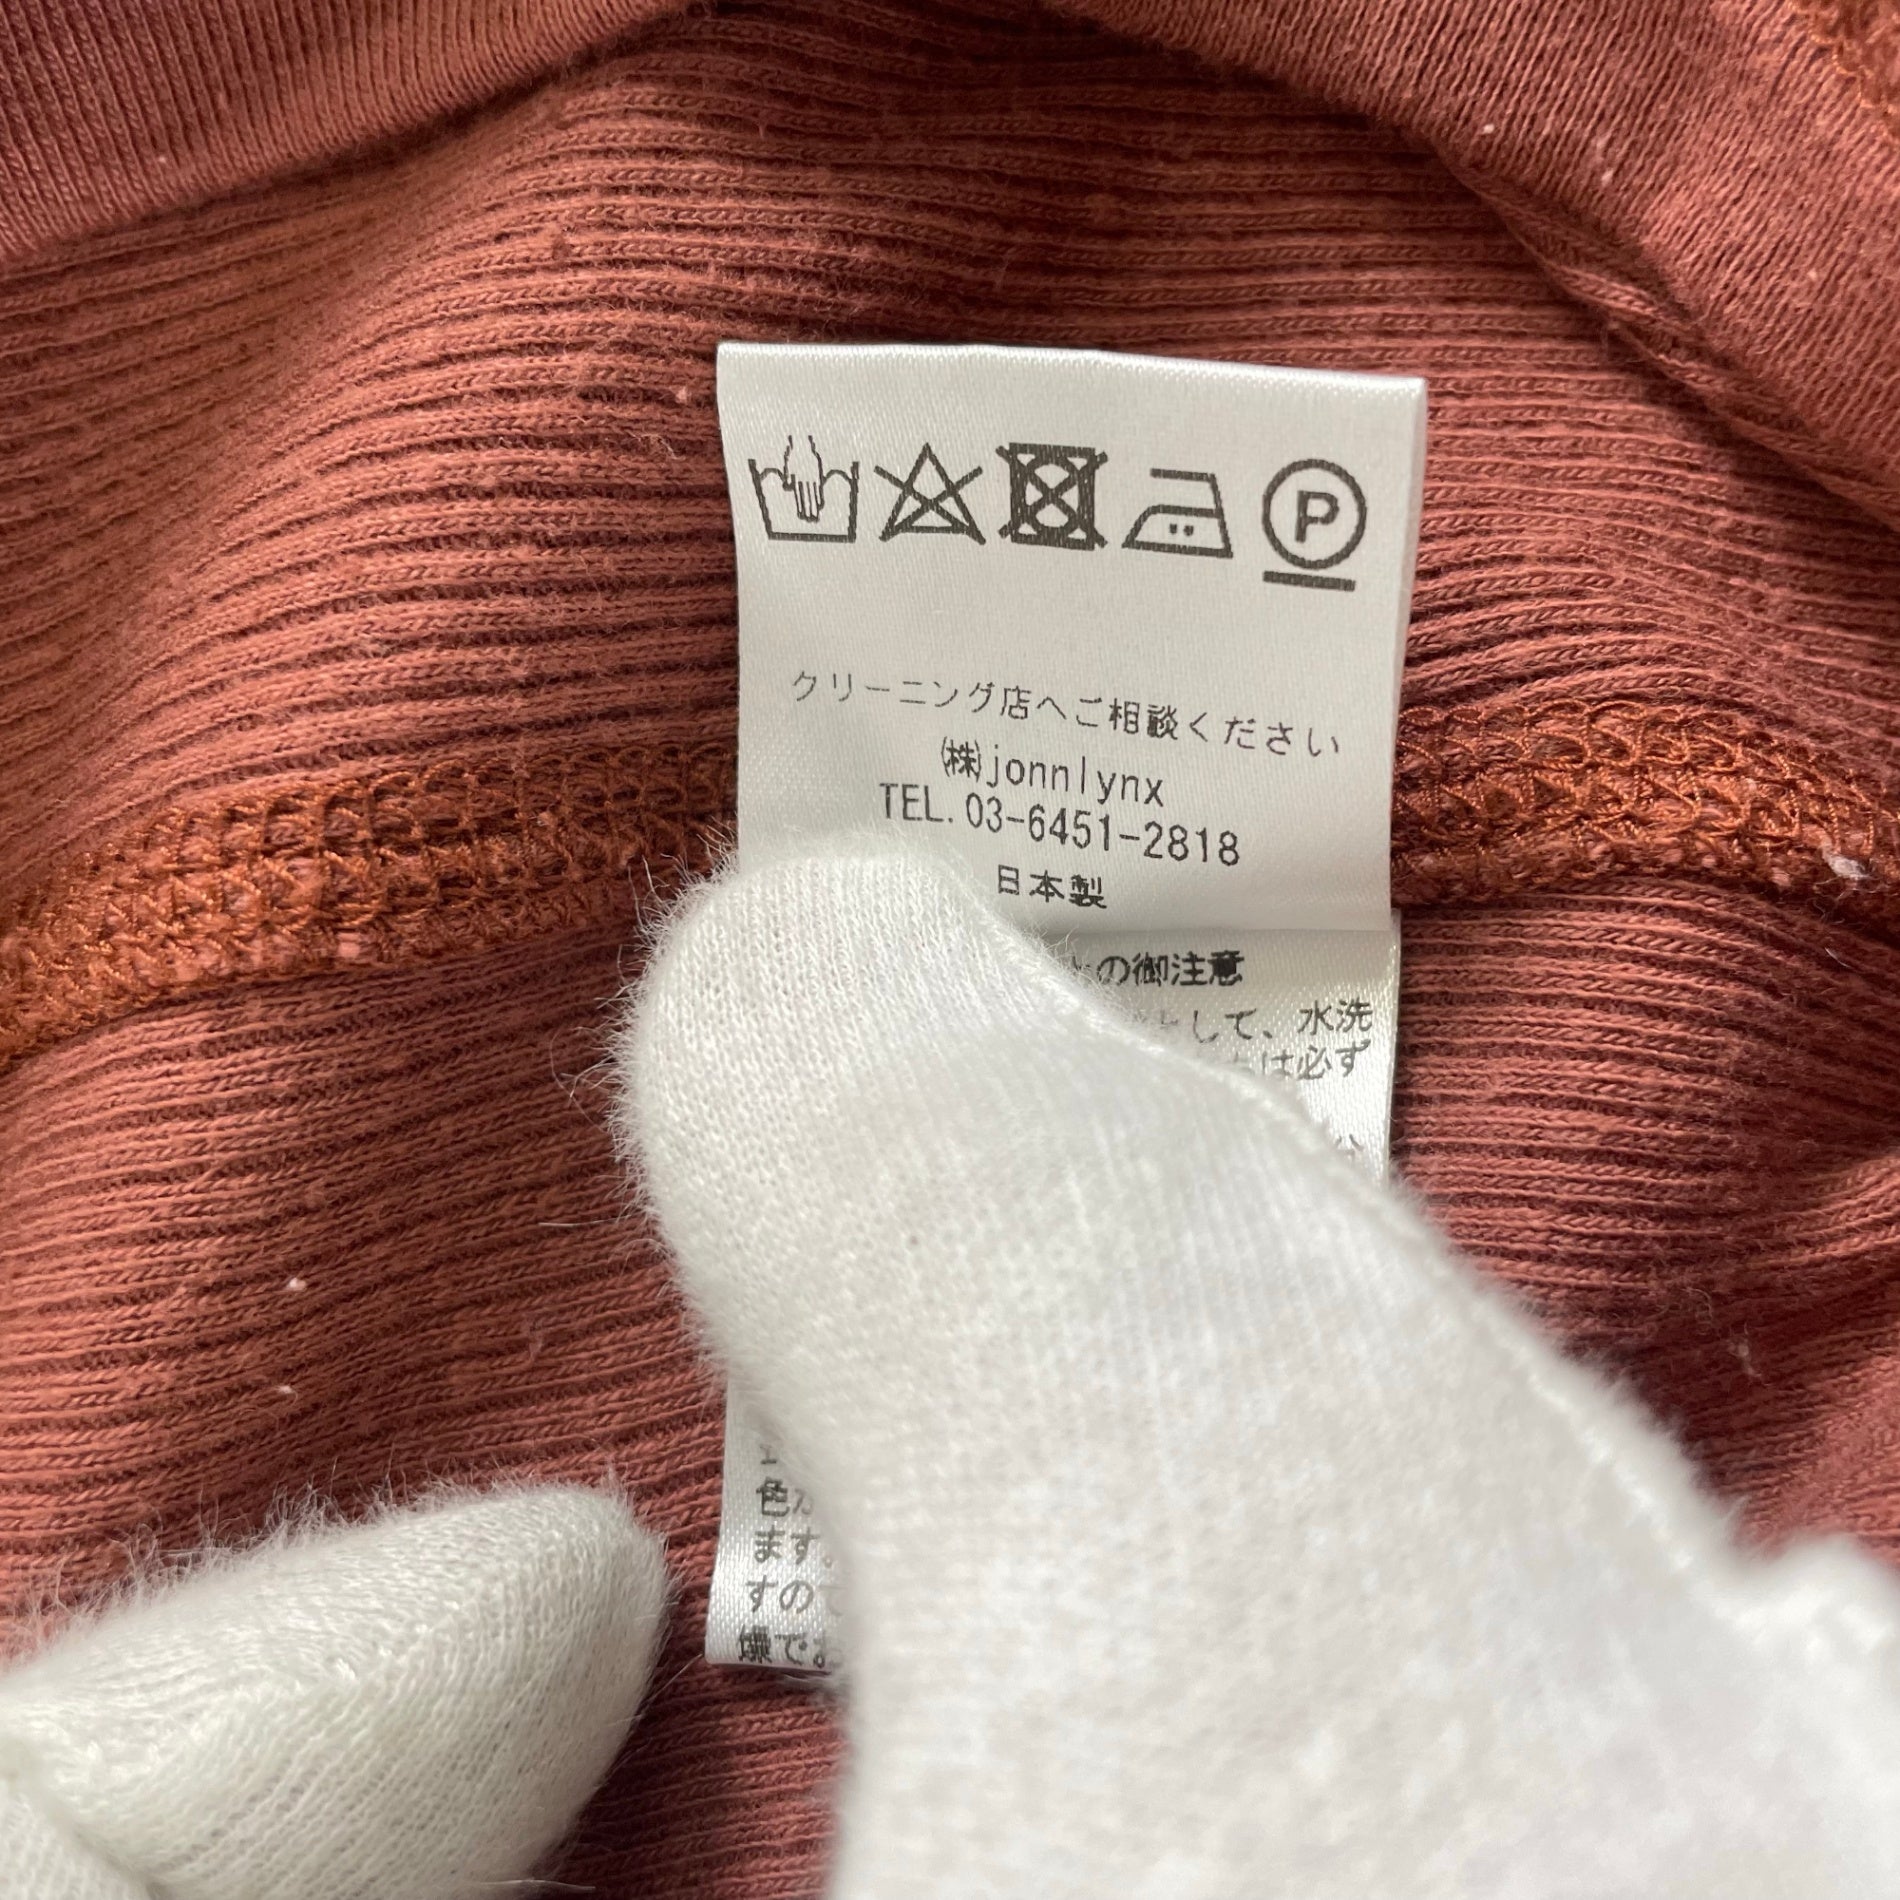 P
クリーニング店へご相談ください
㈱jonnlynx
TEL.03-6451-2818
日本製
の御注意
して、水洗
は必ず
色
ます。
すので
嫌で